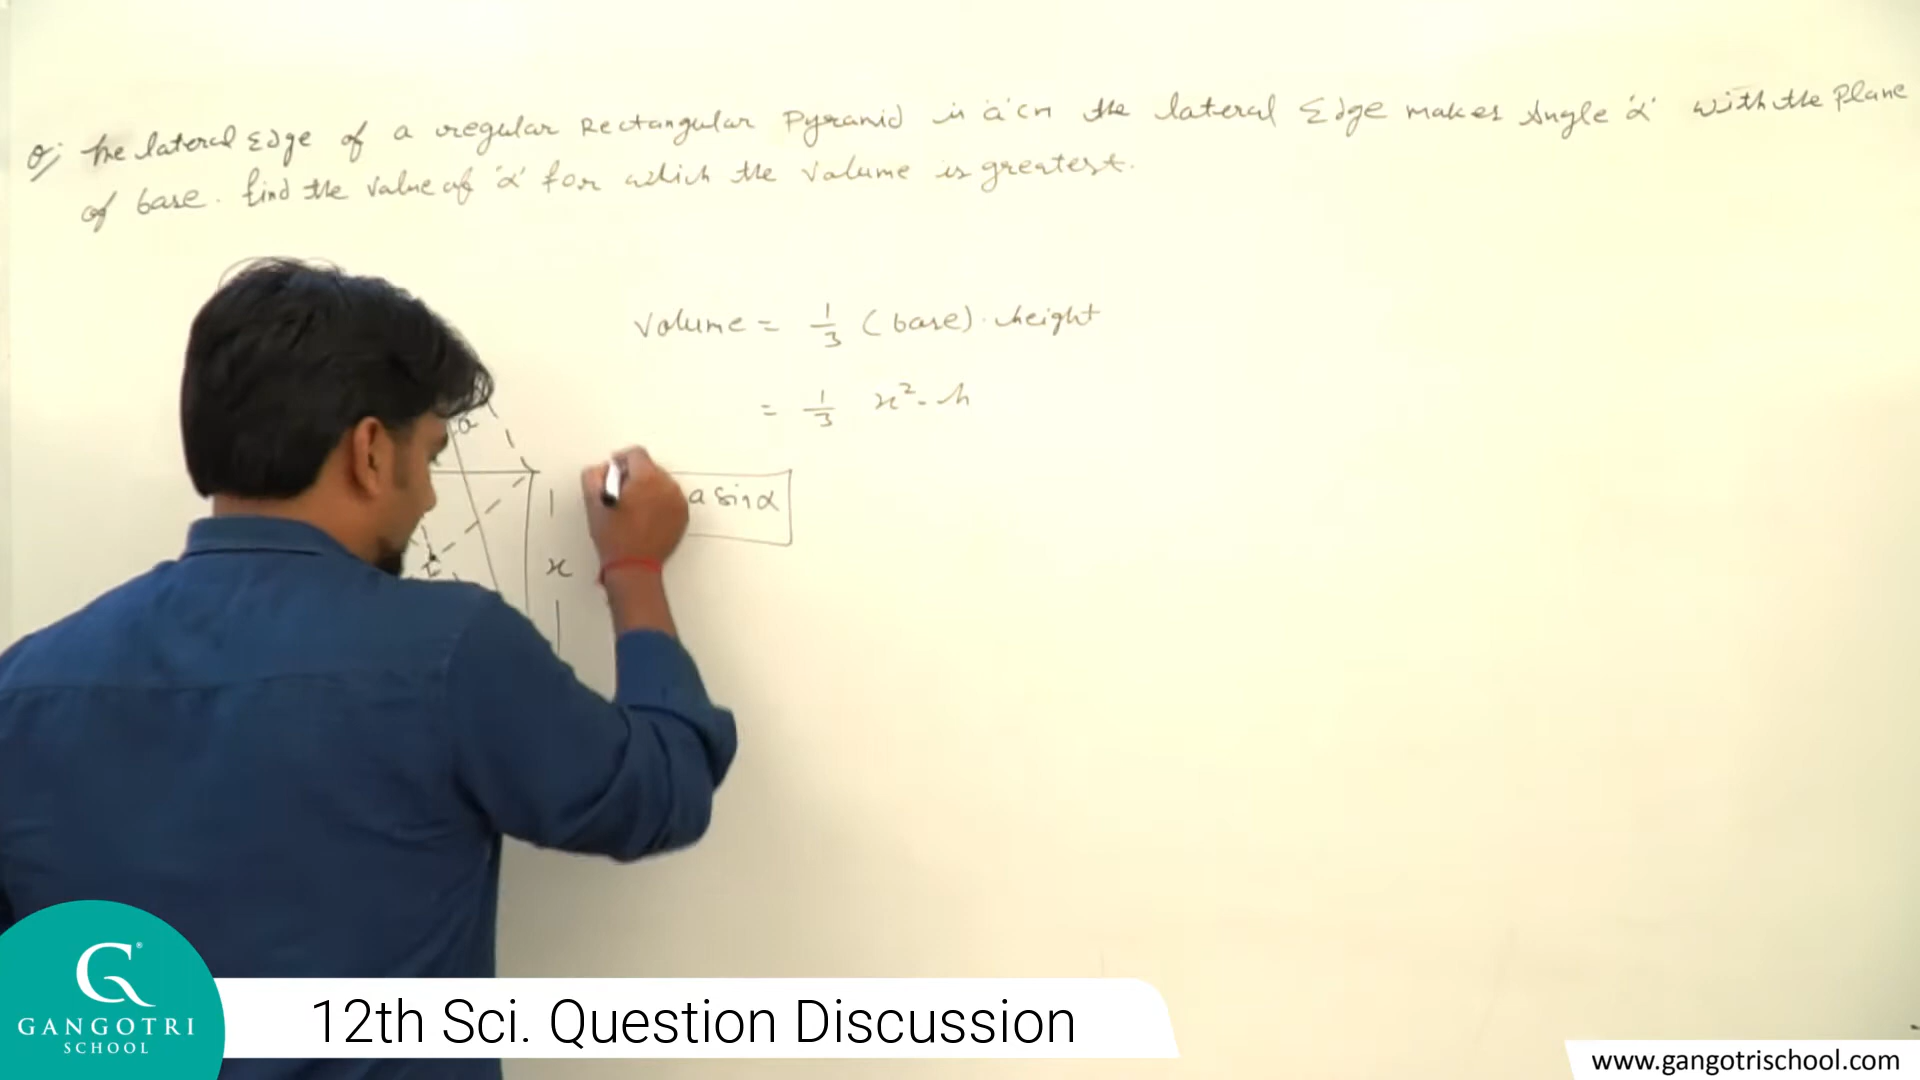 Q; The lateral Edge of a regular Rectangular Pyramid is 'a' cm the lateral Edge makes Angle 'α' with the Plane
of base. find the value of 'α' for which the volume is greatest.
Volume = 1/3 (base) . height
= 1/3 x² . h
a
a sin α
x
G
GANGOTRI
SCHOOL
12th Sci. Question Discussion
www.gangotrischool.com